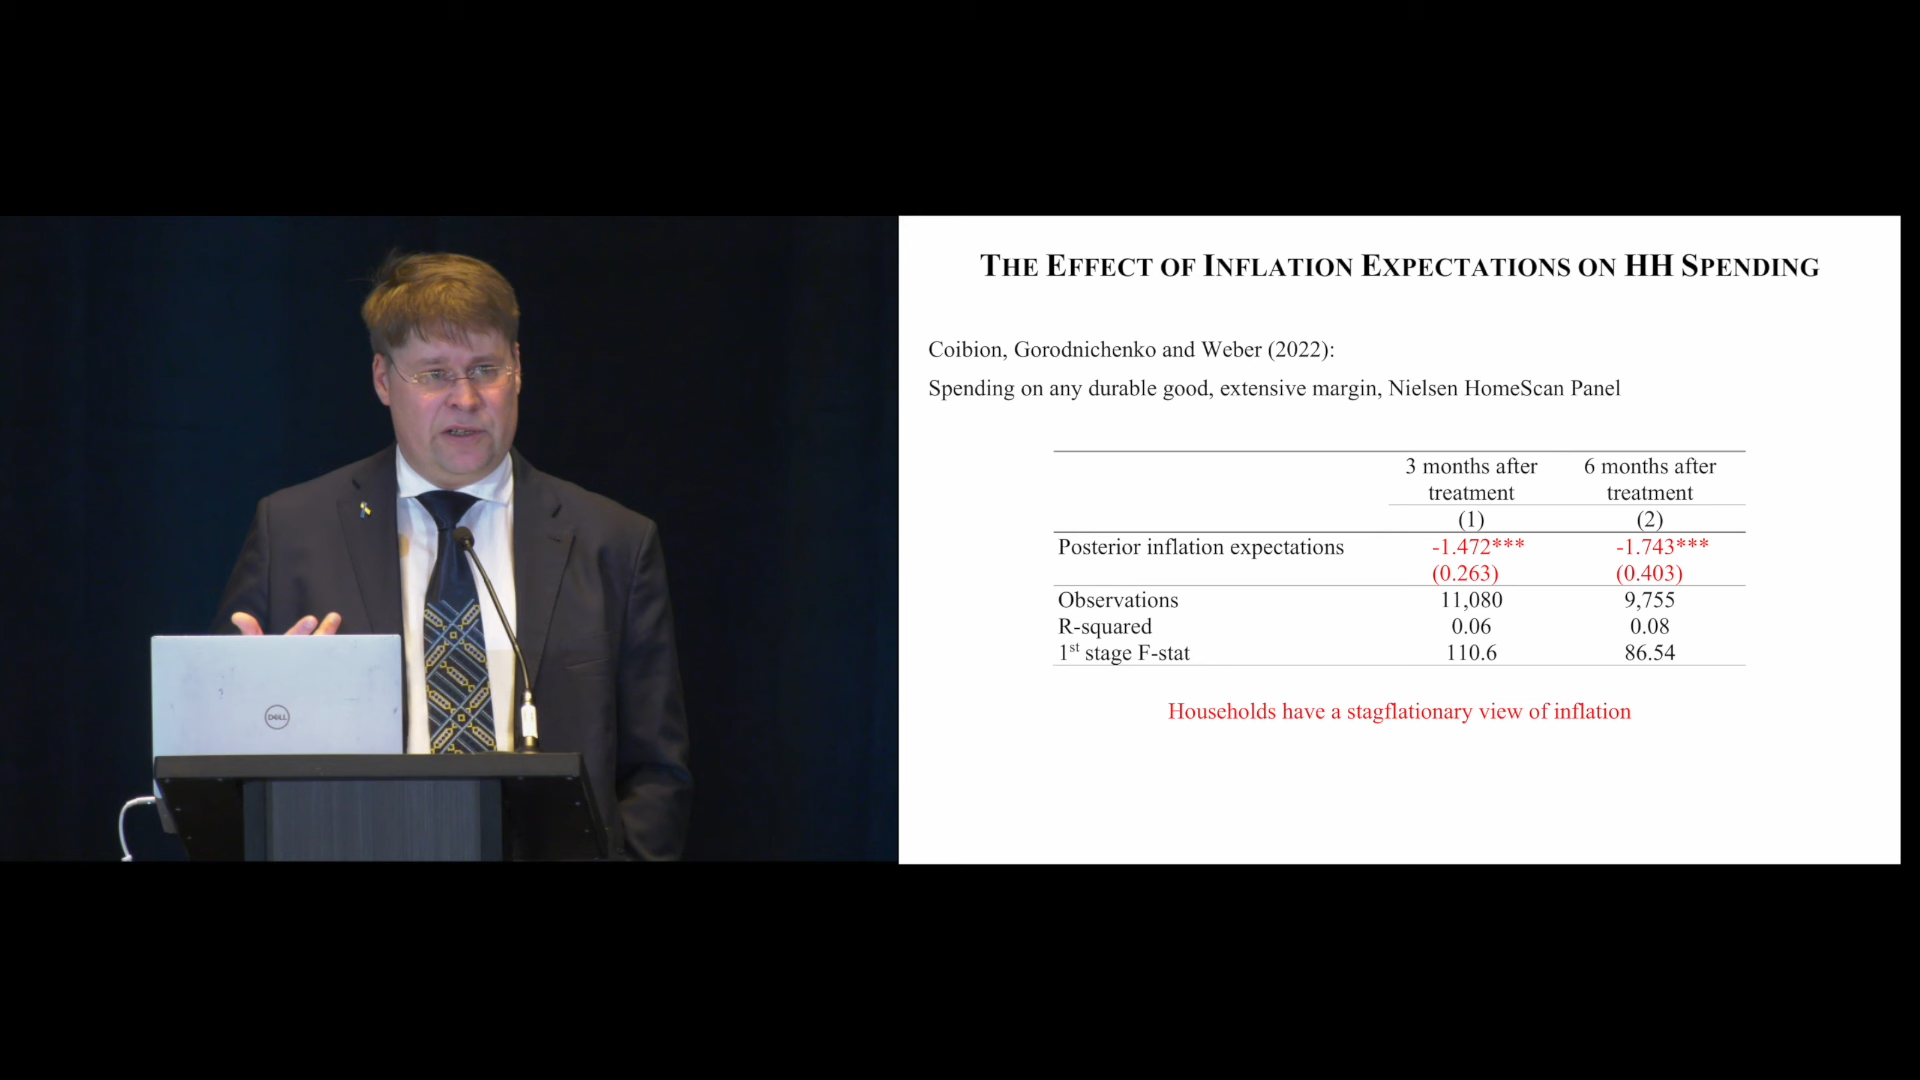 THE EFFECT OF INFLATION EXPECTATIONS ON HH SPENDING
Coibion, Gorodnichenko and Weber (2022):
Spending on any durable good, extensive margin, Nielsen HomeScan Panel
3 months after treatment
6 months after treatment
(1) (2)
Posterior inflation expectations -1.472*** -1.743***
(0.263) (0.403)
Observations 11,080 9,755
R-squared 0.06 0.08
1st stage F-stat 110.6 86.54
Households have a stagflationary view of inflation
DELL